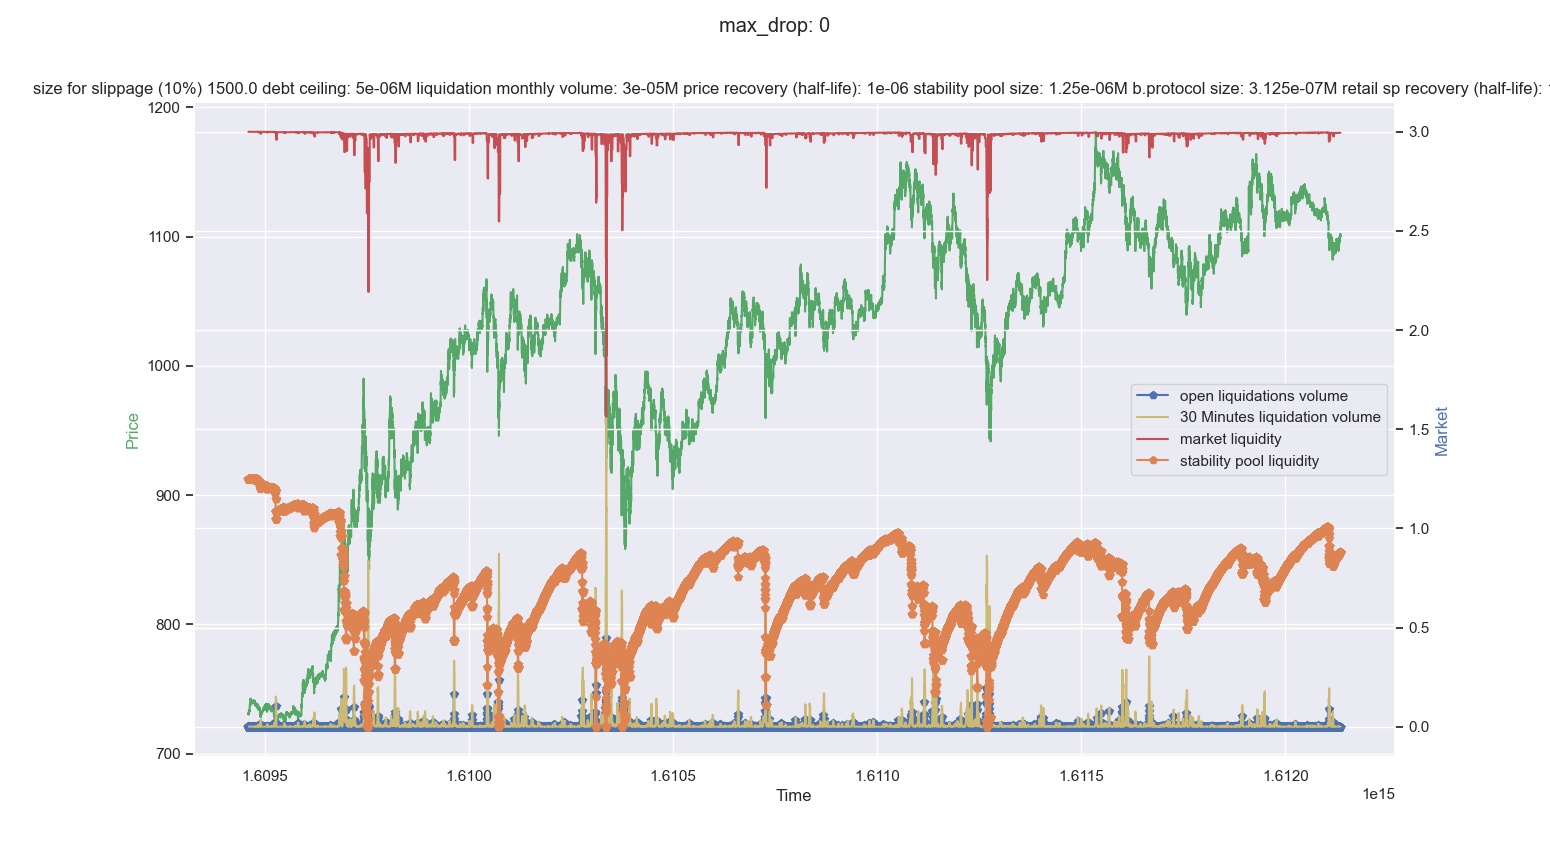 max_drop: 0
size for slippage (10%) 1500.0 debt ceiling: 5e-06M liquidation monthly volume: 3e-05M price recovery (half-life): 1e-06 stability pool size: 1.25e-06M b.protocol size: 3.125e-07M retail sp recovery (half-life):
1200
1100
1000
900
800
700
Price
3.0
2.5
2.0
1.5
1.0
0.5
0.0
Market
open liquidations volume
30 Minutes liquidation volume
market liquidity
stability pool liquidity
1.6095
1.6100
1.6105
1.6110
1.6115
1.6120
Time
1e15